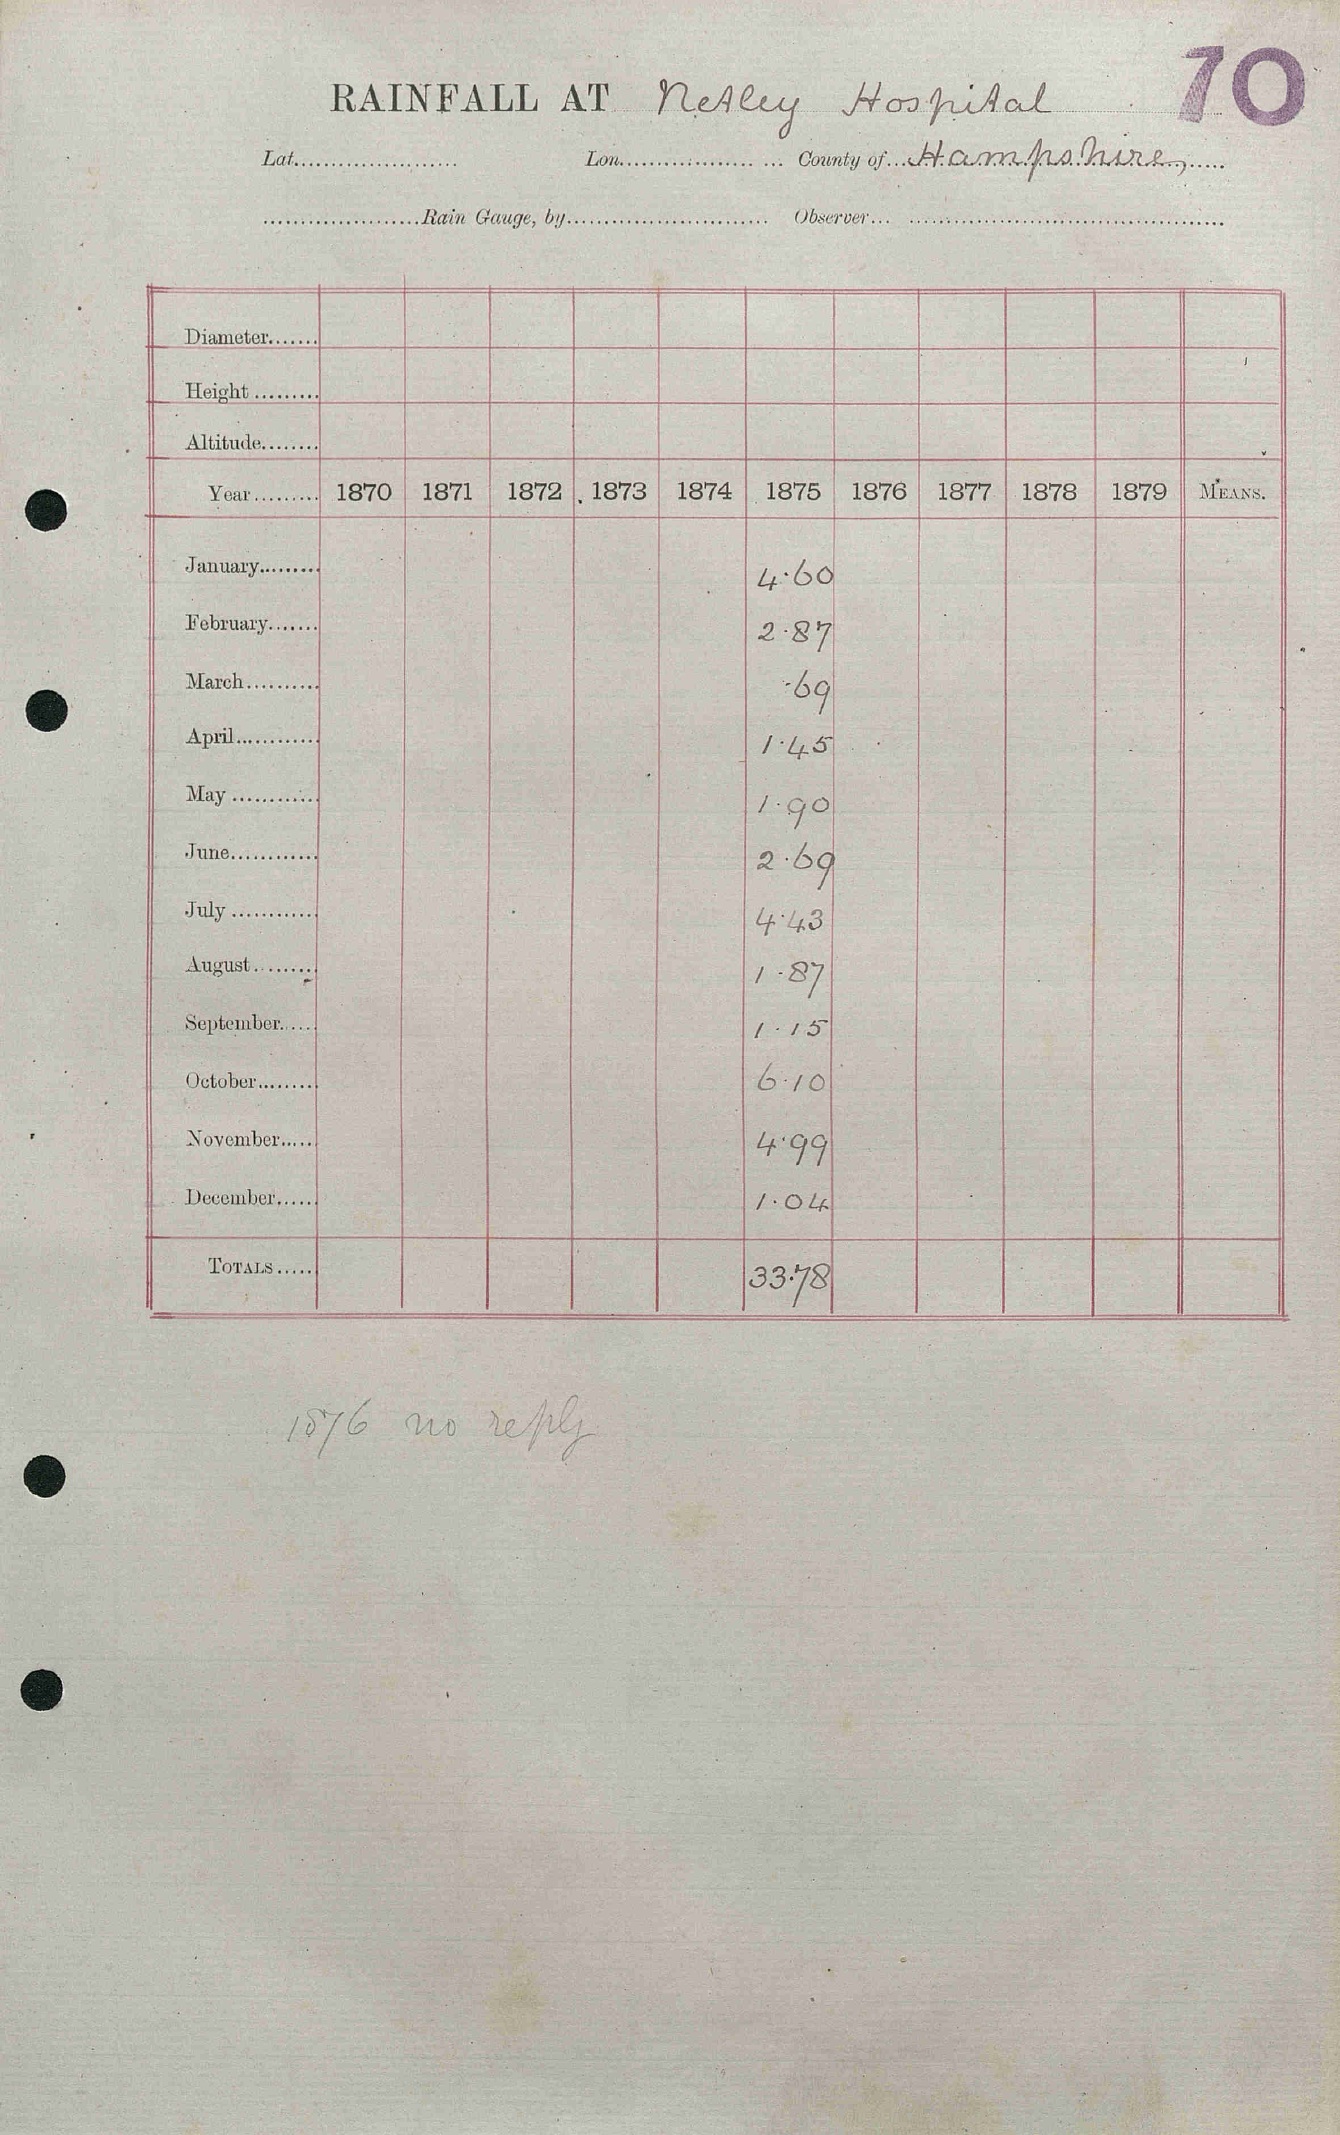 70
RAINFALL AT Netley Hospital
Lat.................... Lon.................... County of...Hampshire,.....
....................Rain Gauge, by......................... Observer.........................................
Diameter.......
Height.........
Altitude........
Year......... 1870 1871 1872 1873 1874 1875 1876 1877 1878 1879 MEANS.
January......... 4.60
February....... 2.87
March.......... .69
April............ 1.45
May............ 1.90
June............ 2.69
July............ 4.43
August......... 1.87
September..... 1.15
October......... 6.10
November..... 4.99
December..... 1.04
TOTALS..... 33.78
1876 no reply